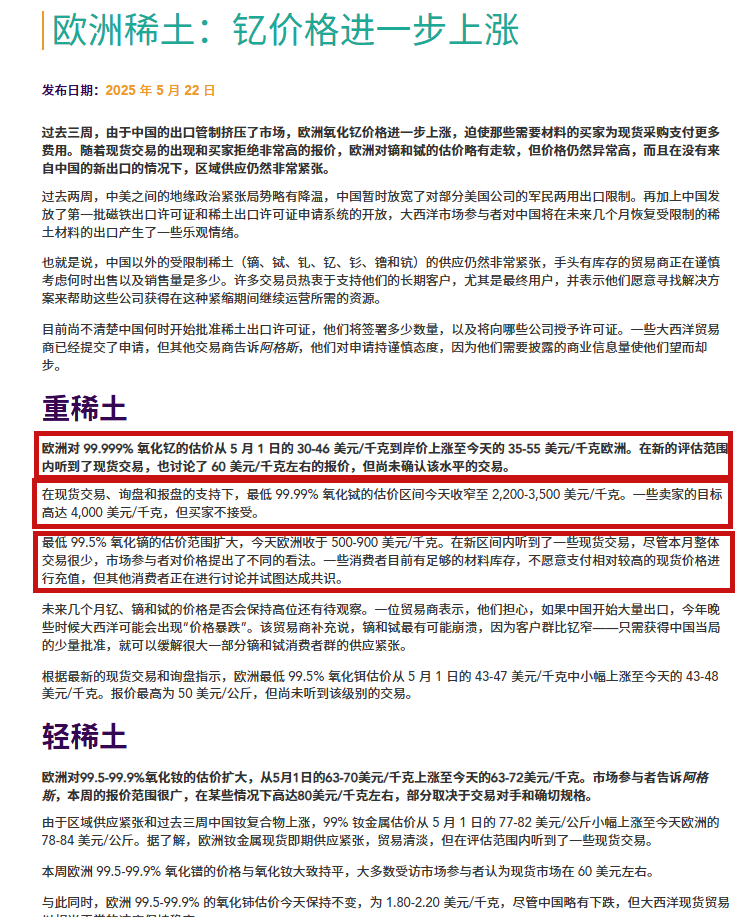 欧洲稀土：钇价格进一步上涨
发布日期：2025 年 5 月 22 日
过去三周，由于中国的出口管制挤压了市场，欧洲氧化钇价格进一步上涨，迫使那些需要材料的买家为现货采购支付更多
费用。随着现货交易的出现和买家拒绝非常高的报价，欧洲对镝和铽的估价略有走软，但价格仍然异常高，而且在没有来
自中国的新出口的情况下，区域供应仍然非常紧张。
过去两周，中美之间的地缘政治紧张局势略有降温，中国暂时放宽了对部分美国公司的军民两用出口限制。再加上中国发
放了第一批磁铁出口许可证和稀土出口许可证申请系统的开放，大西洋市场参与者对中国将在未来几个月恢复受限制的稀
土材料的出口产生了一些乐观情绪。
也就是说，中国以外的受限制稀土（镝、铽、钆、钇、钐、镥和钪）的供应仍然非常紧张，手头有库存的贸易商正在谨慎
考虑何时出售以及销售量是多少。许多交易员热衷于支持他们的长期客户，尤其是最终用户，并表示他们愿意寻找解决方
案来帮助这些公司获得在这种紧缩期间继续运营所需的资源。
目前尚不清楚中国何时开始批准稀土出口许可证，他们将签署多少数量，以及将向哪些公司授予许可证。一些大西洋贸易
商已经提交了申请，但其他交易商告诉阿格斯，他们对申请持谨慎态度，因为他们需要披露的商业信息量使他们望而却
步。
重稀土
欧洲对 99.999% 氧化钇的估价从 5 月 1 日的 30-46 美元/千克到岸价上涨至今天的 35-55 美元/千克欧洲。在新的评估范围
内听到了现货交易，也讨论了 60 美元/千克左右的报价，但尚未确认该水平的交易。
在现货交易、询盘和报盘的支持下，最低 99.99% 氧化铽的估价区间今天收窄至 2,200-3,500 美元/千克。一些卖家的目标
高达 4,000 美元/千克，但买家不接受。
最低 99.5% 氧化镝的估价范围扩大，今天欧洲收于 500-900 美元/千克。在新区间内听到了一些现货交易，尽管本月整体
交易很少，市场参与者对价格提出了不同的看法。一些消费者目前有足够的材料库存，不愿意支付相对较高的现货价格进
行充值，但其他消费者正在进行讨论并试图达成共识。
未来几个月钇、镝和铽的价格是否会保持高位还有待观察。一位贸易商表示，他们担心，如果中国开始大量出口，今年晚
些时候大西洋可能会出现“价格暴跌”。该贸易商补充说，镝和铽最有可能崩溃，因为客户群比钇窄——只需获得中国当局
的少量批准，就可以缓解很大一部分镝和铽消费者群的供应紧张。
根据最新的现货交易和询盘指示，欧洲最低 99.5% 氧化铒估价从 5 月 1 日的 43-47 美元/千克中小幅上涨至今天的 43-48
美元/千克。报价最高为 50 美元/公斤，但尚未听到该级别的交易。
轻稀土
欧洲对99.5-99.9%氧化钕的估价扩大，从5月1日的63-70美元/千克上涨至今天的63-72美元/千克。市场参与者告诉阿格
斯，本周的报价范围很广，在某些情况下高达80美元/千克左右，部分取决于交易对手和确切规格。
由于区域供应紧张和过去三周中国钕复合物上涨，99% 钕金属估价从 5 月 1 日的 77-82 美元/公斤小幅上涨至今天欧洲的
78-84 美元/公斤。据了解，欧洲钕金属现货即期供应紧张，贸易清淡，但在评估范围内听到了一些现货交易。
本周欧洲 99.5-99.9% 氧化镨的价格与氧化钕大致持平，大多数受访市场参与者认为现货市场在 60 美元左右。
与此同时，欧洲 99.5-99.9% 的氧化铈估价今天保持不变，为 1.80-2.20 美元/千克，尽管中国略有下跌，但大西洋现货贸易